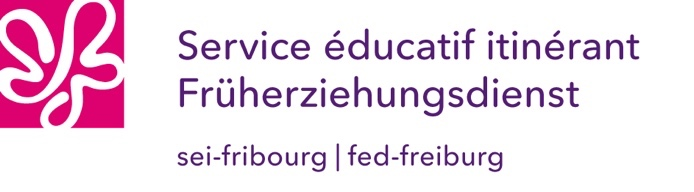 Service éducatif itinérant
Früherziehungsdienst
sei-fribourg | fed-freiburg